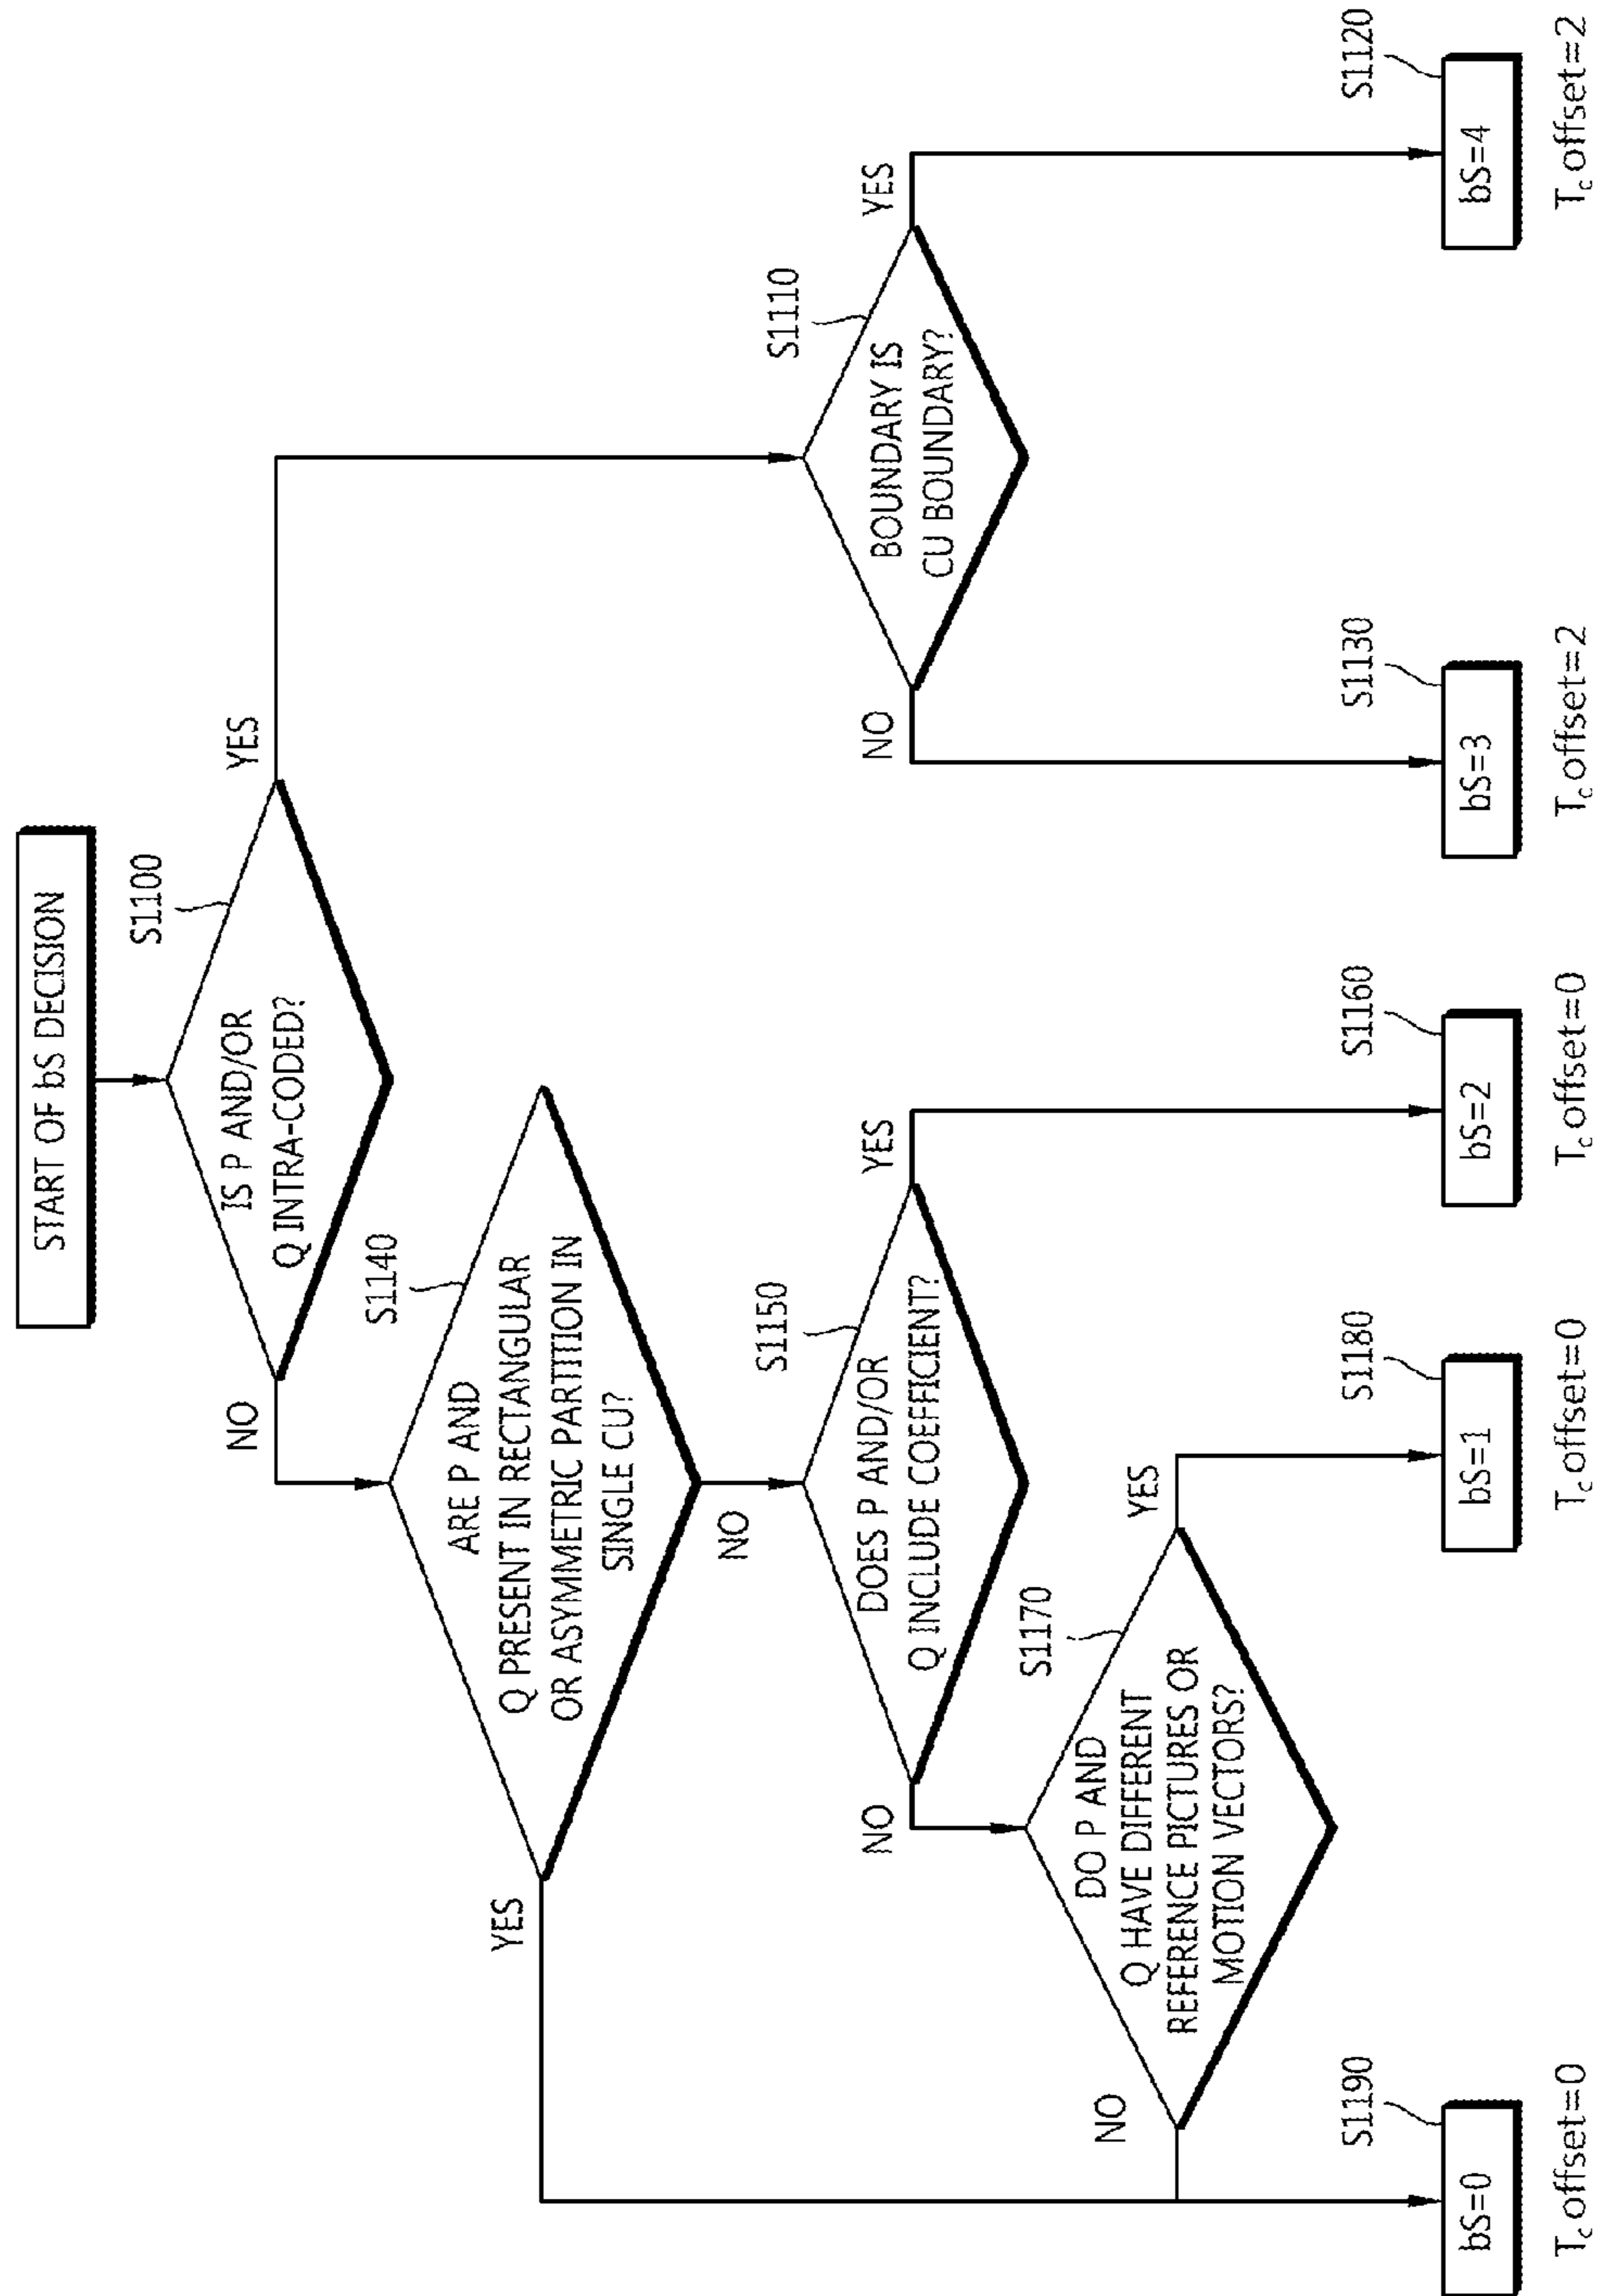 START OF bS DECISION
S1100
IS P AND/OR
Q INTRA-CODED?
NO
YES
S1140
ARE P AND
Q PRESENT IN RECTANGULAR
OR ASYMMETRIC PARTITION IN
SINGLE CU?
YES
NO
S1150
DOES P AND/OR
Q INCLUDE COEFFICIENT?
NO
YES
S1110
BOUNDARY IS
CU BOUNDARY?
NO
YES
S1170
DO P AND
Q HAVE DIFFERENT
REFERENCE PICTURES OR
MOTION VECTORS?
NO
YES
S1190
S1180
S1160
S1130
S1120
bS=0
bS=1
bS=2
bS=3
bS=4
Tc offset=0
Tc offset=0
Tc offset=0
Tc offset=2
Tc offset=2